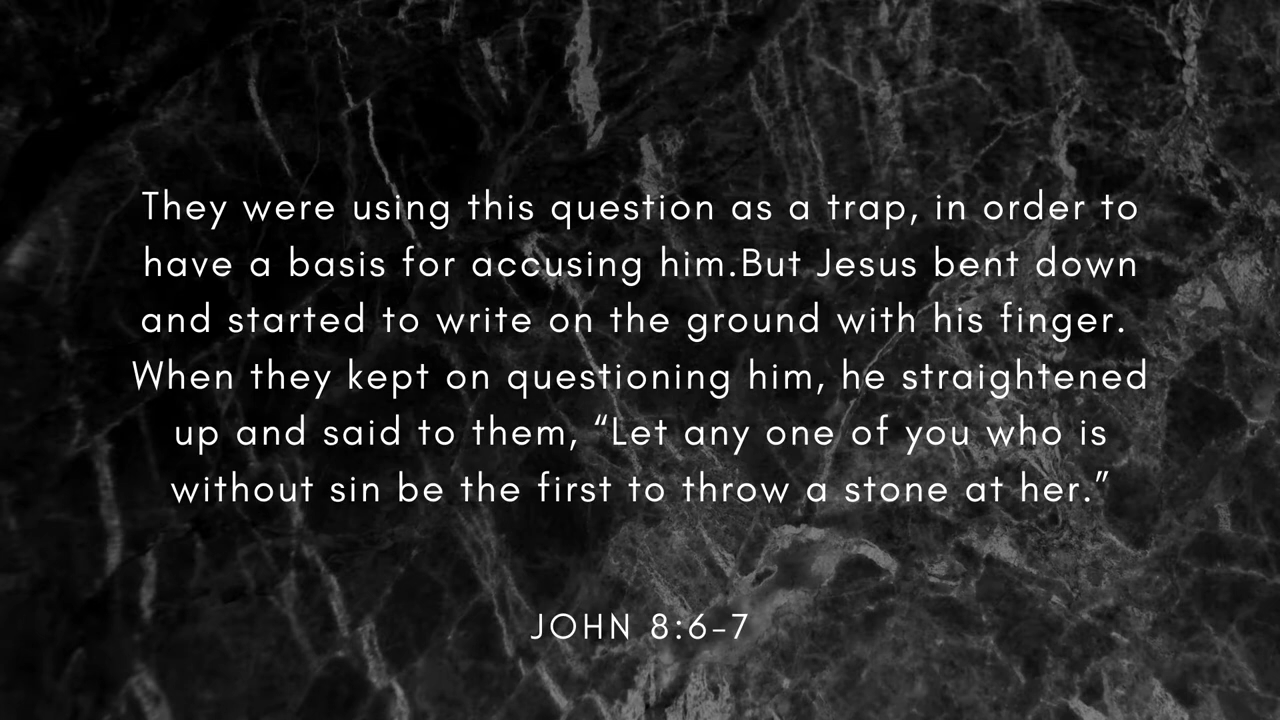 They were using this question as a trap, in order to
have a basis for accusing him.But Jesus bent down
and started to write on the ground with his finger.
When they kept on questioning him, he straightened
up and said to them, “Let any one of you who is
without sin be the first to throw a stone at her.”
JOHN 8:6-7